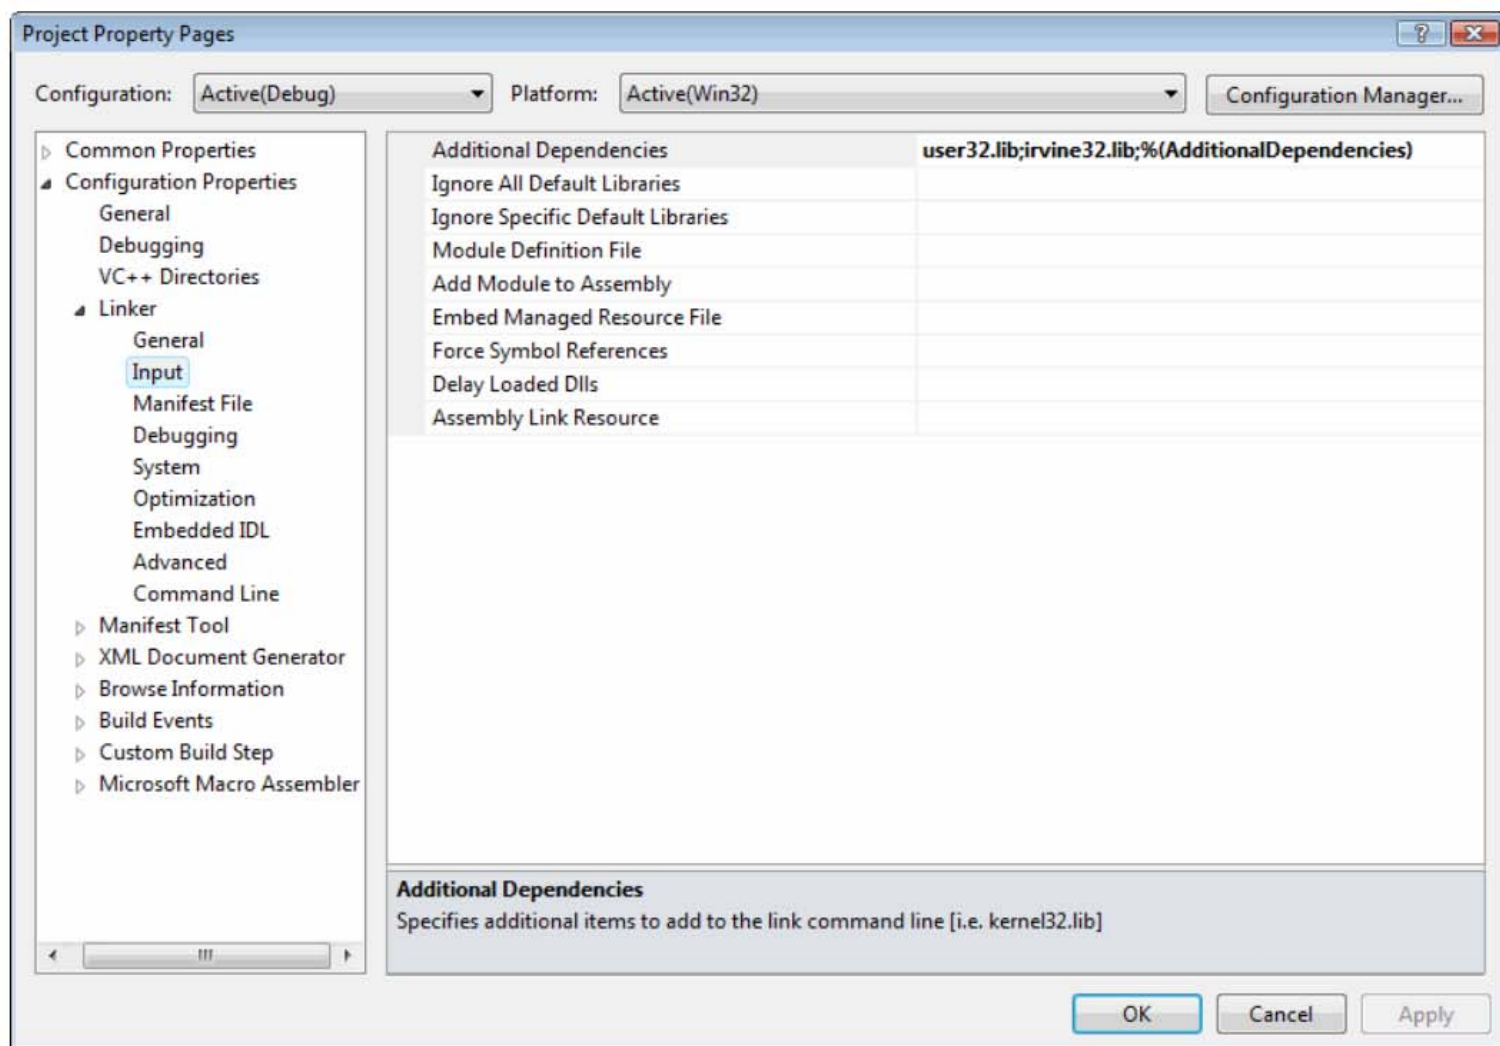 Project Property Pages
Configuration: Active(Debug) Platform: Active(Win32) Configuration Manager...
Common Properties
Configuration Properties
General
Debugging
VC++ Directories
Linker
General
Input
Manifest File
Debugging
System
Optimization
Embedded IDL
Advanced
Command Line
Manifest Tool
XML Document Generator
Browse Information
Build Events
Custom Build Step
Microsoft Macro Assembler
Additional Dependencies user32.lib;irvine32.lib;%(AdditionalDependencies)
Ignore All Default Libraries
Ignore Specific Default Libraries
Module Definition File
Add Module to Assembly
Embed Managed Resource File
Force Symbol References
Delay Loaded Dlls
Assembly Link Resource
Additional Dependencies
Specifies additional items to add to the link command line [i.e. kernel32.lib]
OK Cancel Apply